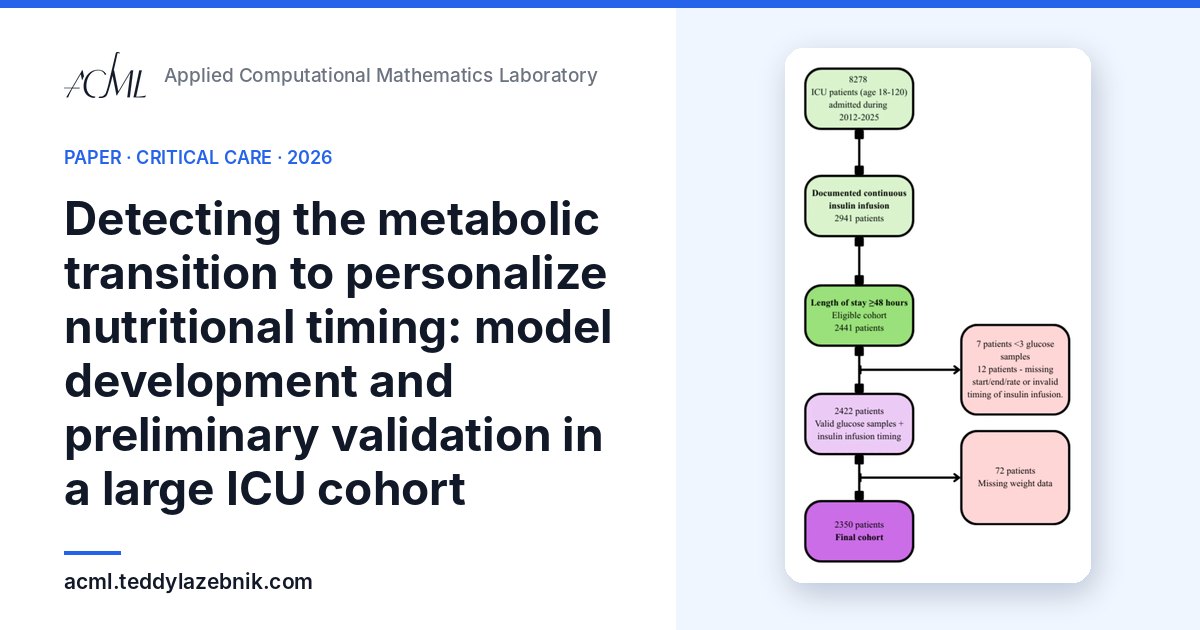 ACML
Applied Computational Mathematics Laboratory
PAPER · CRITICAL CARE · 2026
Detecting the metabolic
transition to personalize
nutritional timing: model
development and
preliminary validation in
a large ICU cohort
acml.teddylazebnik.com
8278
ICU patients (age 18-120)
admitted during
2012-2025
Documented continuous
insulin infusion
2941 patients
Length of stay ≥48 hours
Eligible cohort
2441 patients
7 patients <3 glucose
samples
12 patients - missing
start/end/rate or invalid
timing of insulin infusion.
2422 patients
Valid glucose samples +
insulin infusion timing
72 patients
Missing weight data
2350 patients
Final cohort